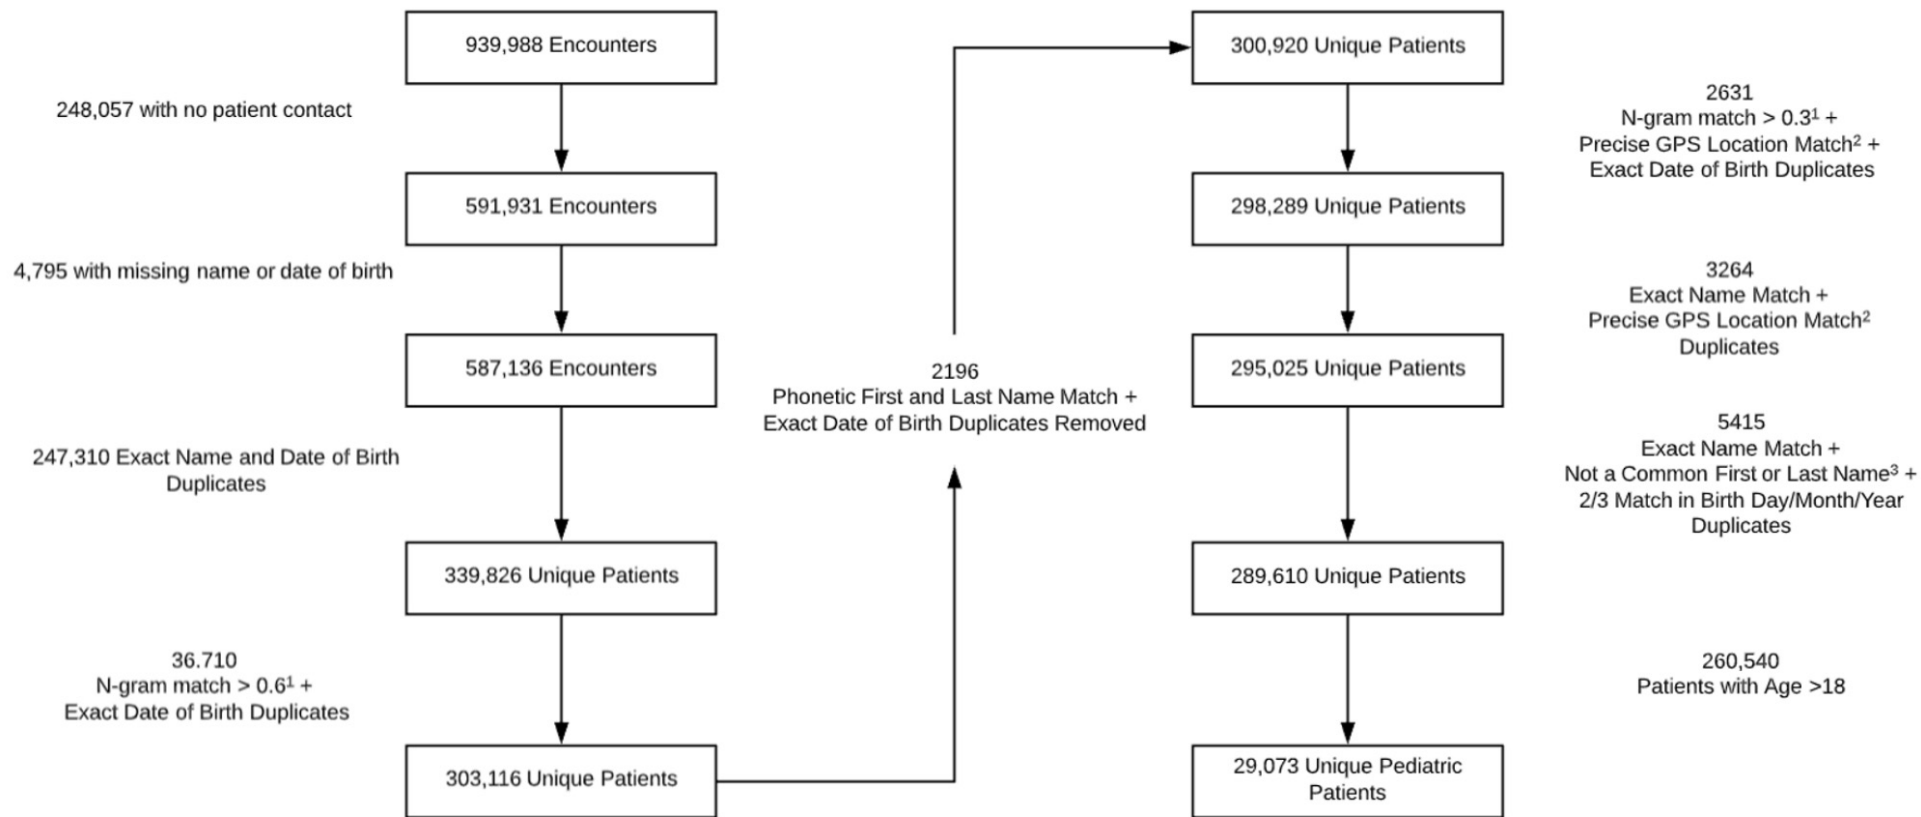 939,988 Encounters
248,057 with no patient contact
591,931 Encounters
4,795 with missing name or date of birth
587,136 Encounters
247,310 Exact Name and Date of Birth
Duplicates
339,826 Unique Patients
36.710
N-gram match > 0.6¹ +
Exact Date of Birth Duplicates
303,116 Unique Patients
2196
Phonetic First and Last Name Match +
Exact Date of Birth Duplicates Removed
300,920 Unique Patients
2631
N-gram match > 0.3¹ +
Precise GPS Location Match² +
Exact Date of Birth Duplicates
298,289 Unique Patients
3264
Exact Name Match +
Precise GPS Location Match²
Duplicates
295,025 Unique Patients
5415
Exact Name Match +
Not a Common First or Last Name³ +
2/3 Match in Birth Day/Month/Year
Duplicates
289,610 Unique Patients
260,540
Patients with Age >18
29,073 Unique Pediatric
Patients